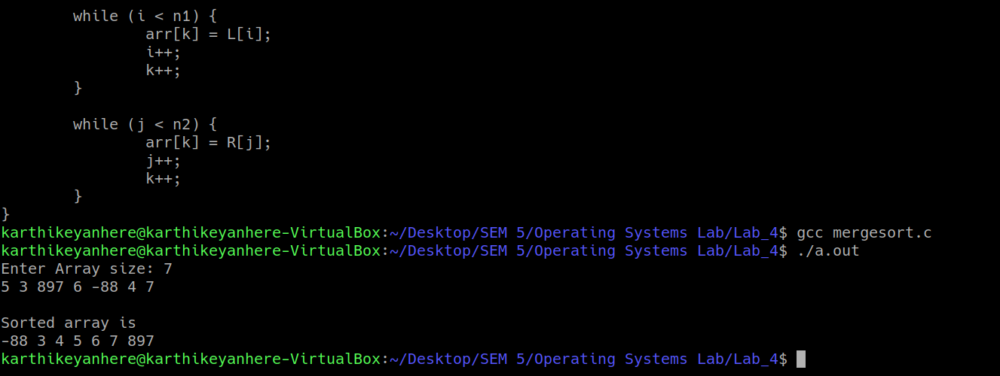 while (i < n1) {
                arr[k] = L[i];
                i++;
                k++;
        }

        while (j < n2) {
                arr[k] = R[j];
                j++;
                k++;
        }
}
karthikeyanhere@karthikeyanhere-VirtualBox:~/Desktop/SEM 5/Operating Systems Lab/Lab_4$ gcc mergesort.c
karthikeyanhere@karthikeyanhere-VirtualBox:~/Desktop/SEM 5/Operating Systems Lab/Lab_4$ ./a.out
Enter Array size: 7
5 3 897 6 -88 4 7

Sorted array is
-88 3 4 5 6 7 897
karthikeyanhere@karthikeyanhere-VirtualBox:~/Desktop/SEM 5/Operating Systems Lab/Lab_4$